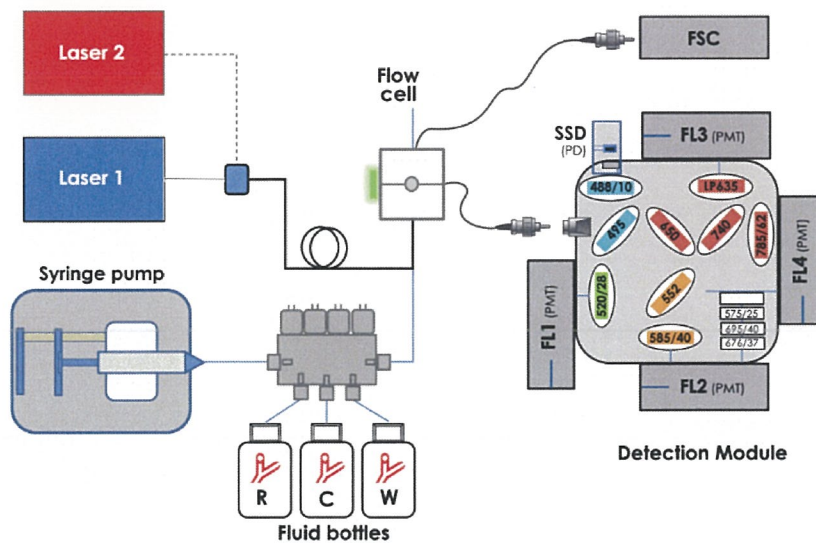 Laser 2
Laser 1
Flow
cell
FSC
SSD
(PD)
FL3 (PMT)
488/10
LP635
495
650
740
785/62
FL4 (PMT)
520/28
552
FL1 (PMT)
575/25
695/40
676/37
585/40
FL2 (PMT)
Syringe pump
R
C
W
Fluid bottles
Detection Module